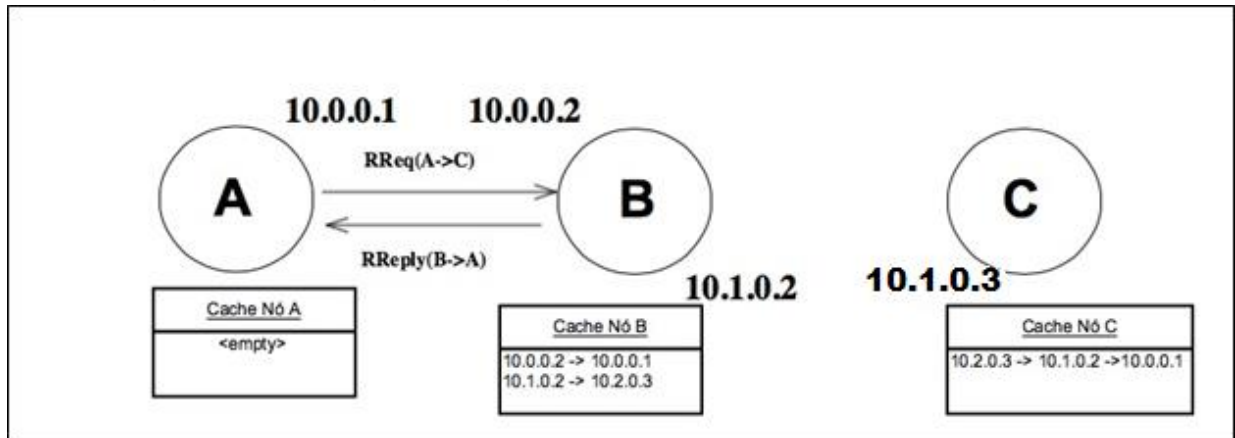 10.0.0.1
10.0.0.2
RReq(A->C)
A
B
C
RReply(B->A)
10.1.0.2
10.1.0.3
Cache Nó A
<empty>
Cache Nó B
10.0.0.2 -> 10.0.0.1
10.1.0.2 -> 10.2.0.3
Cache Nó C
10.2.0.3 -> 10.1.0.2 ->10.0.0.1